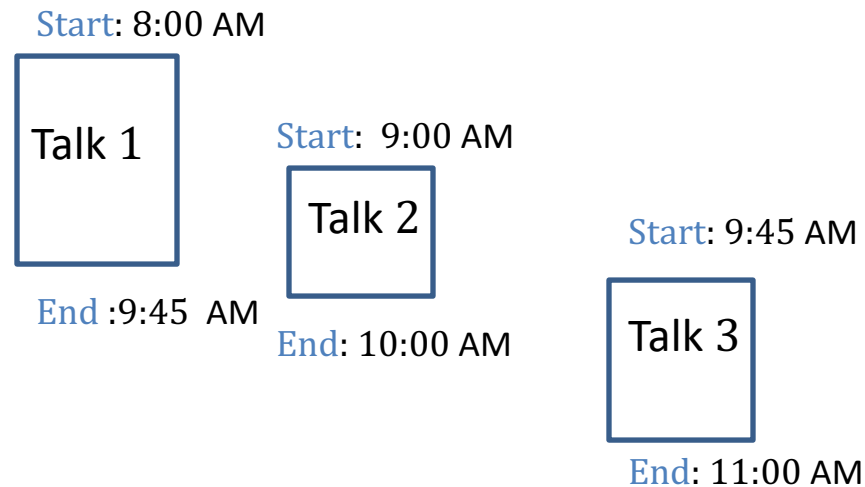 Start: 8:00 AM
Talk 1
End :9:45 AM
Start: 9:00 AM
Talk 2
End: 10:00 AM
Start: 9:45 AM
Talk 3
End: 11:00 AM